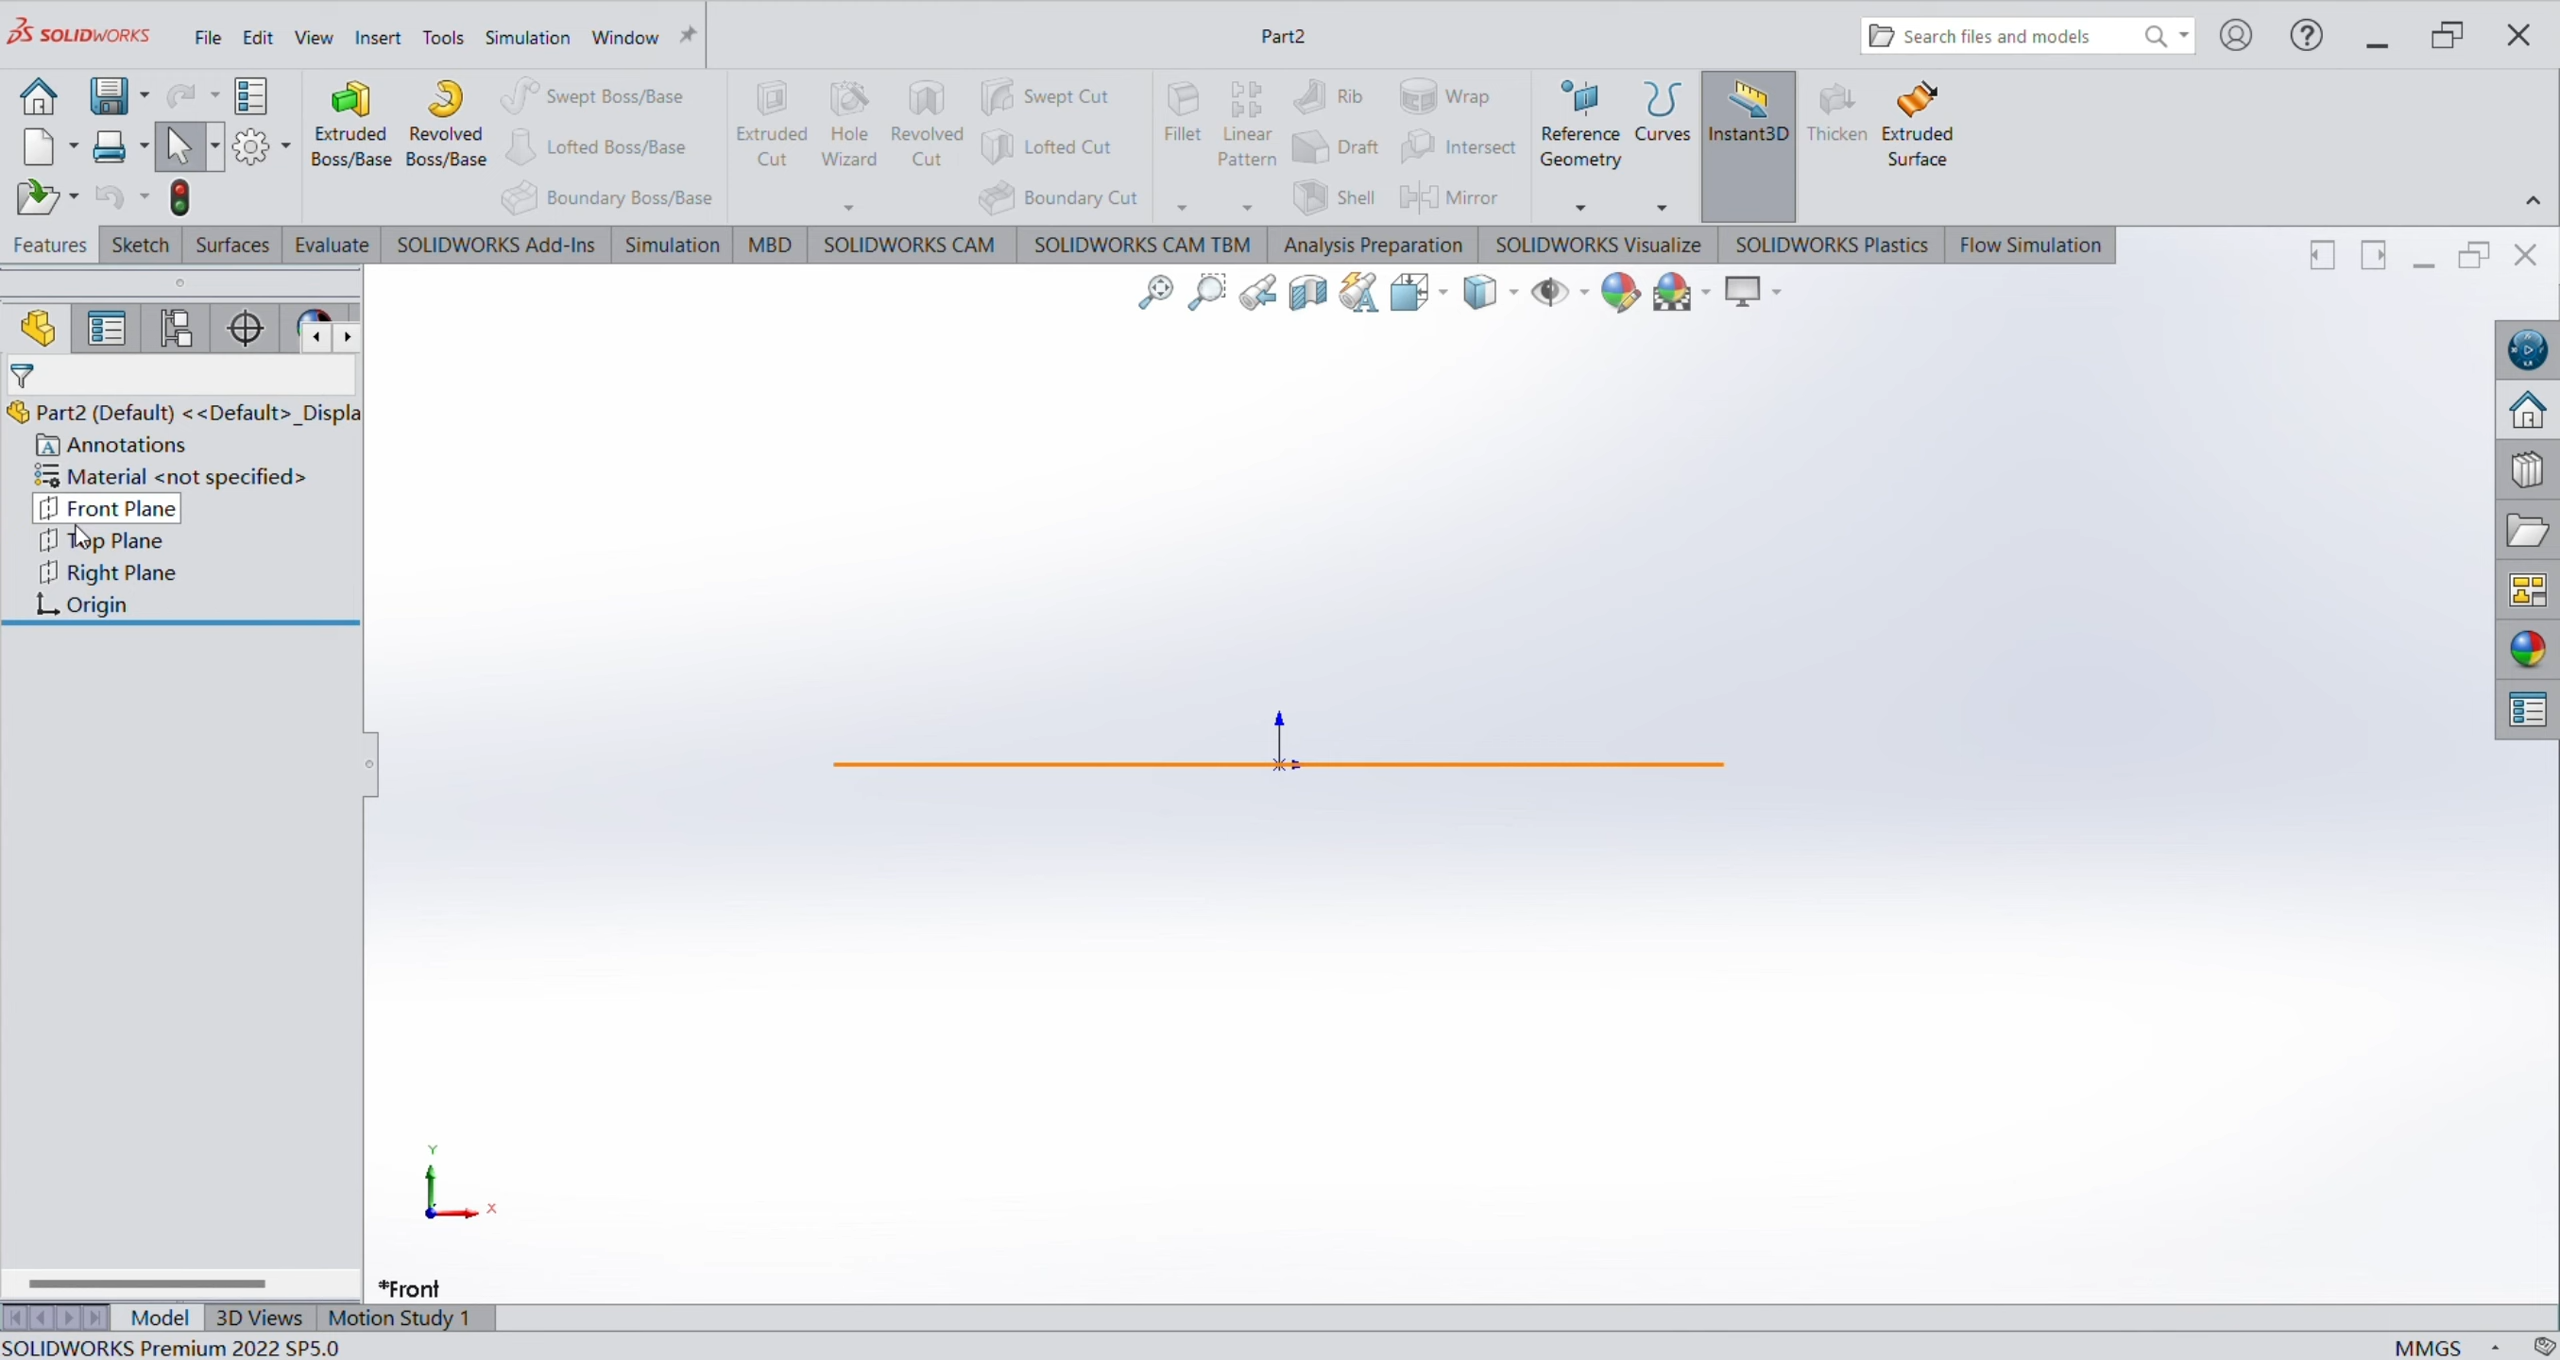 SOLIDWORKS File Edit View Insert Tools Simulation Window Part2 Search files and models
Extruded Boss/Base
Revolved Boss/Base
Swept Boss/Base
Lofted Boss/Base
Boundary Boss/Base
Extruded Cut
Hole Wizard
Revolved Cut
Swept Cut
Lofted Cut
Boundary Cut
Fillet
Linear Pattern
Rib
Draft
Shell
Wrap
Intersect
Mirror
Reference Geometry
Curves
Instant3D
Thicken
Extruded Surface
Features Sketch Surfaces Evaluate SOLIDWORKS Add-Ins Simulation MBD SOLIDWORKS CAM SOLIDWORKS CAM TBM Analysis Preparation SOLIDWORKS Visualize SOLIDWORKS Plastics Flow Simulation
Part2 (Default) <<Default>_Displa
Annotations
Material <not specified>
Front Plane
Top Plane
Right Plane
Origin
Y
X
*Front
Model 3D Views Motion Study 1
SOLIDWORKS Premium 2022 SP5.0 MMGS